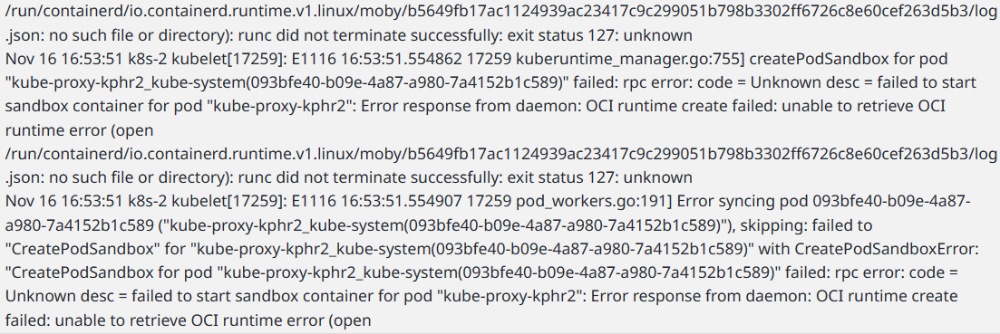 /run/containerd/io.containerd.runtime.v1.linux/moby/b5649fb17ac1124939ac23417c9c299051b798b3302ff6726c8e60cef263d5b3/log
.json: no such file or directory): runc did not terminate successfully: exit status 127: unknown
Nov 16 16:53:51 k8s-2 kubelet[17259]: E1116 16:53:51.554862 17259 kuberuntime_manager.go:755] createPodSandbox for pod
"kube-proxy-kphr2_kube-system(093bfe40-b09e-4a87-a980-7a4152b1c589)" failed: rpc error: code = Unknown desc = failed to start
sandbox container for pod "kube-proxy-kphr2": Error response from daemon: OCI runtime create failed: unable to retrieve OCI
runtime error (open
/run/containerd/io.containerd.runtime.v1.linux/moby/b5649fb17ac1124939ac23417c9c299051b798b3302ff6726c8e60cef263d5b3/log
.json: no such file or directory): runc did not terminate successfully: exit status 127: unknown
Nov 16 16:53:51 k8s-2 kubelet[17259]: E1116 16:53:51.554907 17259 pod_workers.go:191] Error syncing pod 093bfe40-b09e-4a87-
a980-7a4152b1c589 ("kube-proxy-kphr2_kube-system(093bfe40-b09e-4a87-a980-7a4152b1c589)"), skipping: failed to
"CreatePodSandbox" for "kube-proxy-kphr2_kube-system(093bfe40-b09e-4a87-a980-7a4152b1c589)" with CreatePodSandboxError:
"CreatePodSandbox for pod "kube-proxy-kphr2_kube-system(093bfe40-b09e-4a87-a980-7a4152b1c589)" failed: rpc error: code =
Unknown desc = failed to start sandbox container for pod "kube-proxy-kphr2": Error response from daemon: OCI runtime create
failed: unable to retrieve OCI runtime error (open